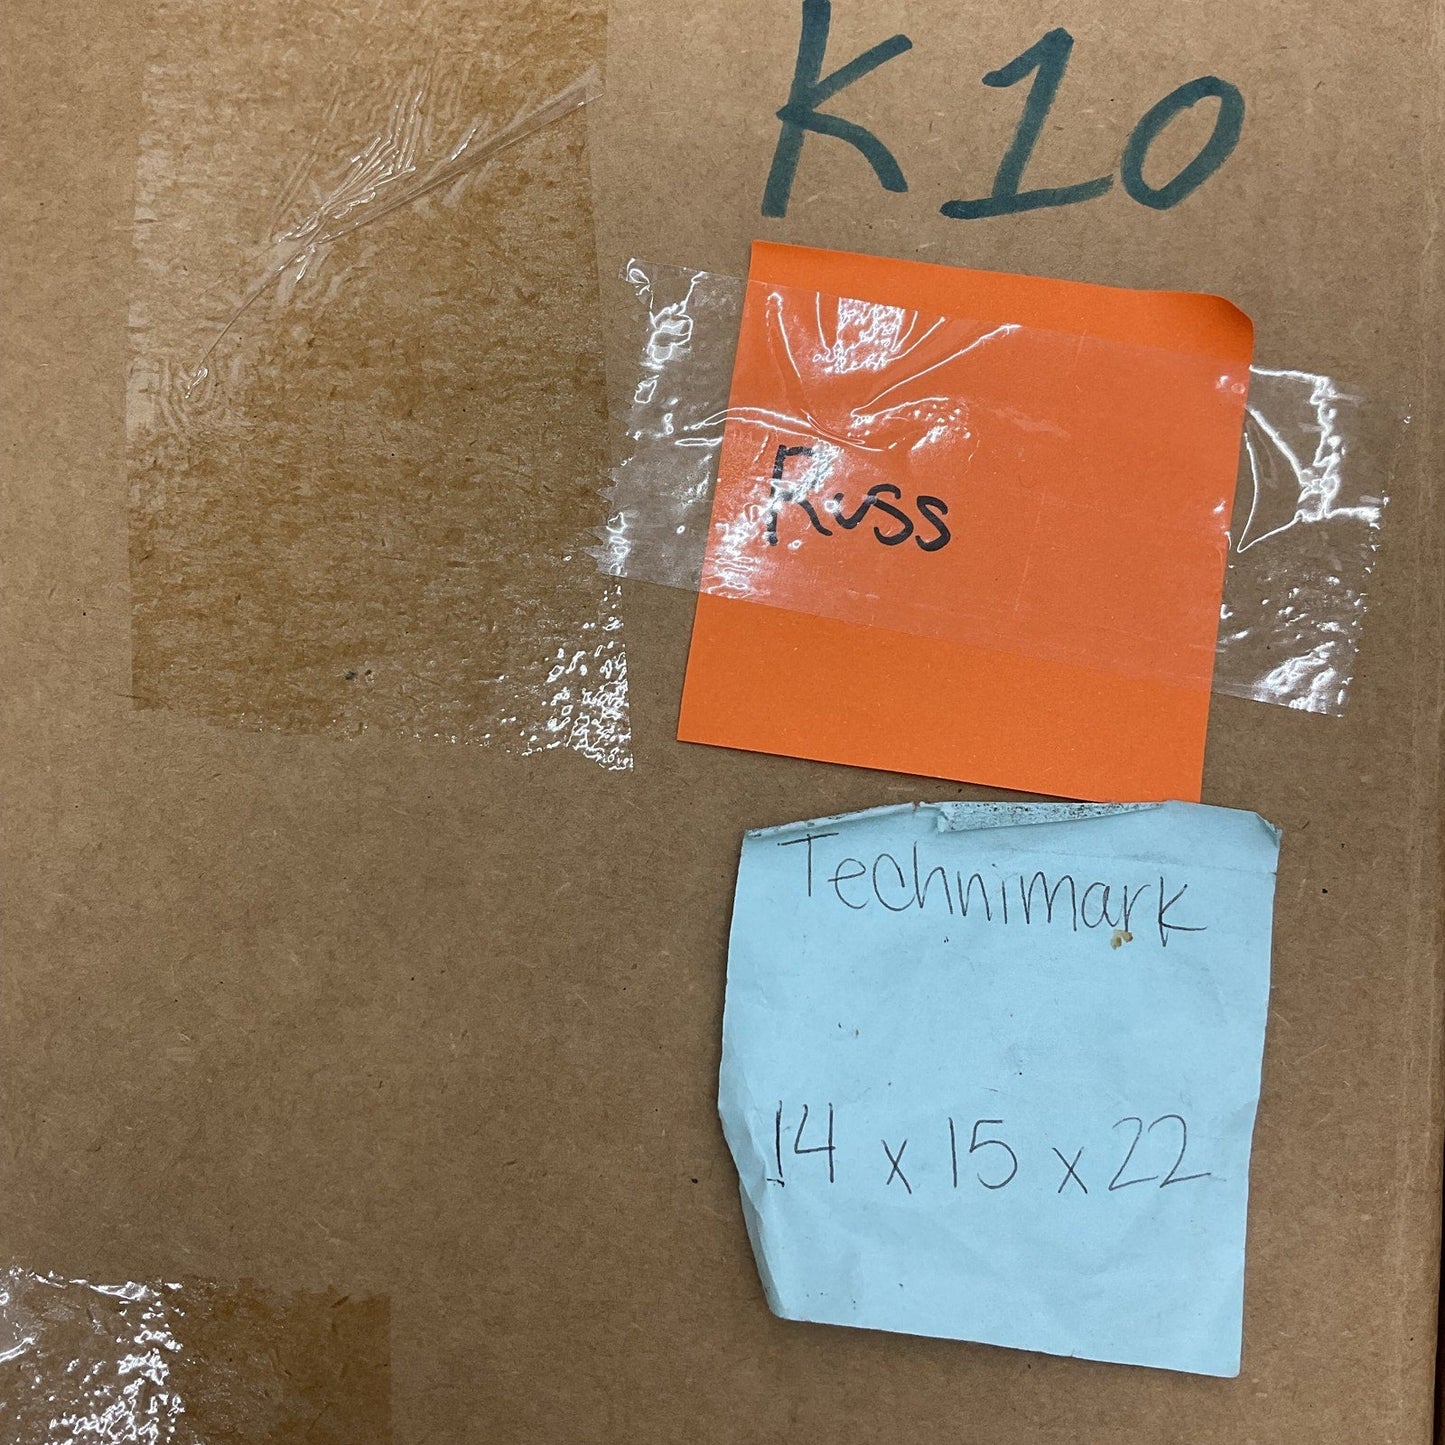 K10
Russ
Technimark
14 x 15 x 22